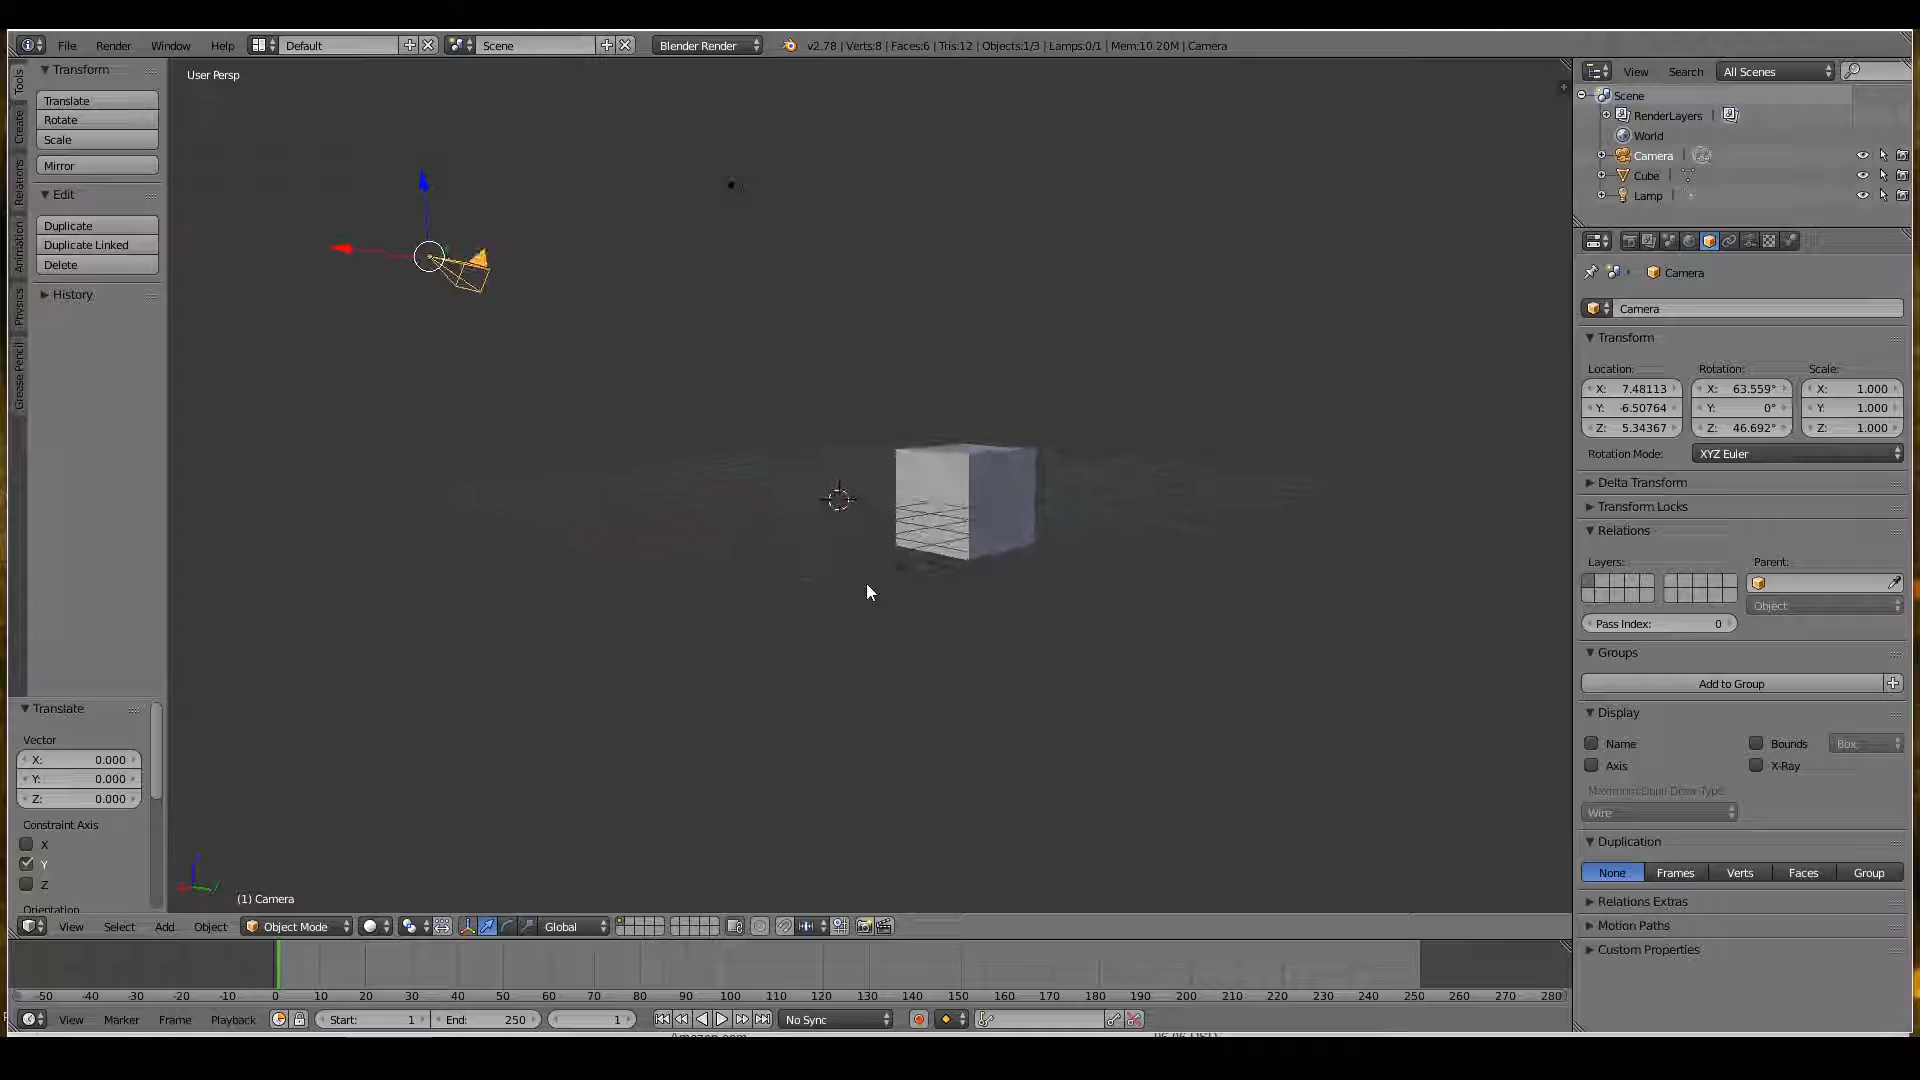 File Render Window Help Default Scene Blender Render v2.78 | Verts:8 | Faces:6 | Tris:12 | Objects:1/3 | Lamps:0/1 | Mem:10.20M | Camera
Tools
Create
Relations
Animation
Physics
Grease Pencil
Transform
Translate
Rotate
Scale
Mirror
Edit
Duplicate
Duplicate Linked
Delete
History
Translate
Vector
X: 0.000
Y: 0.000
Z: 0.000
Constraint Axis
X
Y
Z
Orientation
User Persp
(1) Camera
View Select Add Object Object Mode Global
-50 -40 -30 -20 -10 0 10 20 30 40 50 60 70 80 90 100 110 120 130 140 150 160 170 180 190 200 210 220 230 240 250 260 270 280
View Marker Frame Playback Start: 1 End: 250 1 No Sync
View Search All Scenes
Scene
RenderLayers
World
Camera
Cube
Lamp
Camera
Camera
Transform
Location: Rotation: Scale:
X: 7.48113 X: 63.559° X: 1.000
Y: -6.50764 Y: 0° Y: 1.000
Z: 5.34367 Z: 46.692° Z: 1.000
Rotation Mode: XYZ Euler
Delta Transform
Transform Locks
Relations
Layers: Parent:
Object
Pass Index: 0
Groups
Add to Group
Display
Name Bounds Box
Axis X-Ray
Maximum Dupli Draw Type:
Wire
Duplication
None Frames Verts Faces Group
Relations Extras
Motion Paths
Custom Properties